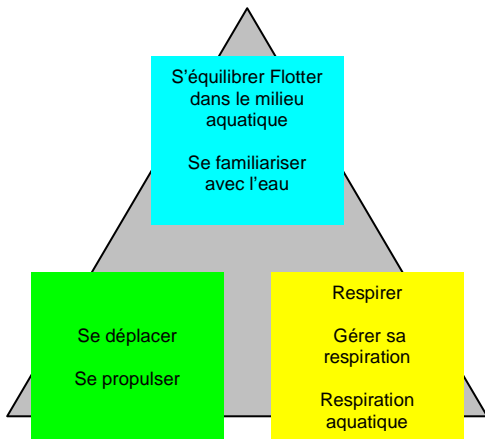 S’équilibrer Flotter
dans le milieu
aquatique
Se familiariser
avec l’eau
Se déplacer
Se propulser
Respirer
Gérer sa
respiration
Respiration
aquatique